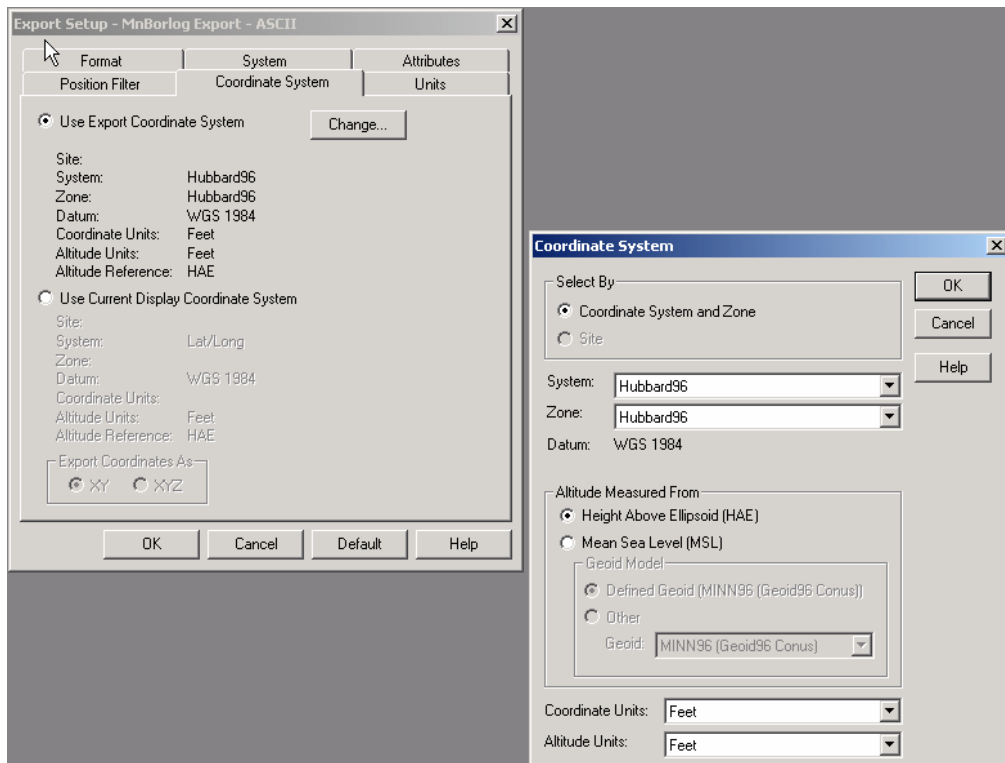 Export Setup - MnBorlog Export - ASCII
Format System Attributes
Position Filter Coordinate System Units
Use Export Coordinate System Change...
Site:
System: Hubbard96
Zone: Hubbard96
Datum: WGS 1984
Coordinate Units: Feet
Altitude Units: Feet
Altitude Reference: HAE
Use Current Display Coordinate System
Site:
System: Lat/Long
Zone:
Datum: WGS 1984
Coordinate Units:
Altitude Units: Feet
Altitude Reference: HAE
Export Coordinates As
XY XYZ
OK Cancel Default Help
Coordinate System
Select By
Coordinate System and Zone
Site
OK
Cancel
Help
System: Hubbard96
Zone: Hubbard96
Datum: WGS 1984
Altitude Measured From
Height Above Ellipsoid (HAE)
Mean Sea Level (MSL)
Geoid Model
Defined Geoid (MINN96 (Geoid96 Conus))
Other
Geoid: MINN96 (Geoid96 Conus)
Coordinate Units: Feet
Altitude Units: Feet